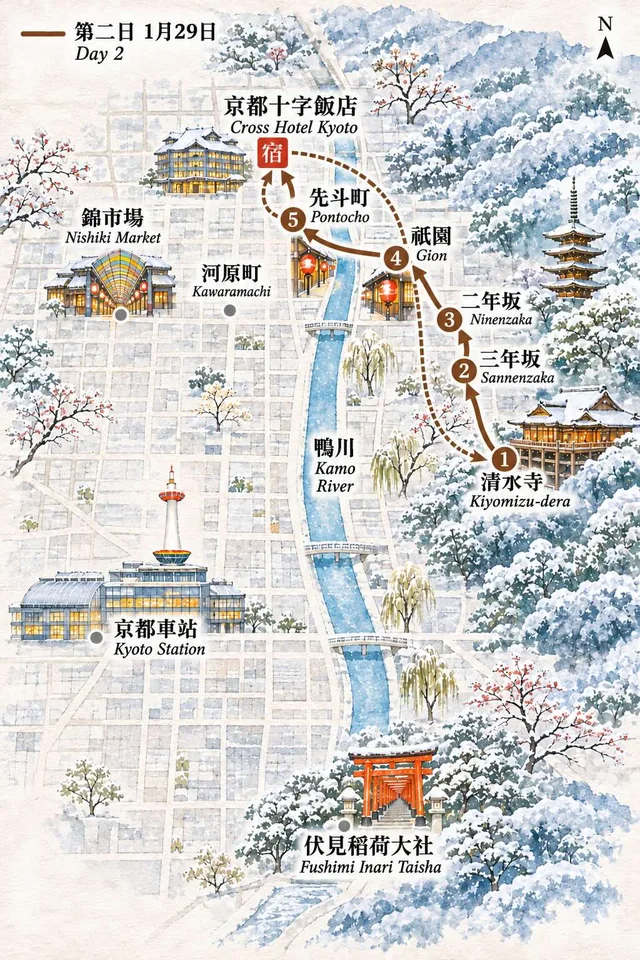 第二日 1月29日
Day 2
N
京都十字飯店
Cross Hotel Kyoto
宿
先斗町
Pontocho
5
錦市場
Nishiki Market
祇園
Gion
4
河原町
Kawaramachi
二年坂
Ninenzaka
3
三年坂
Sannenzaka
2
鴨川
Kamo
River
1
清水寺
Kiyomizu-dera
京都車站
Kyoto Station
伏見稻荷大社
Fushimi Inari Taisha